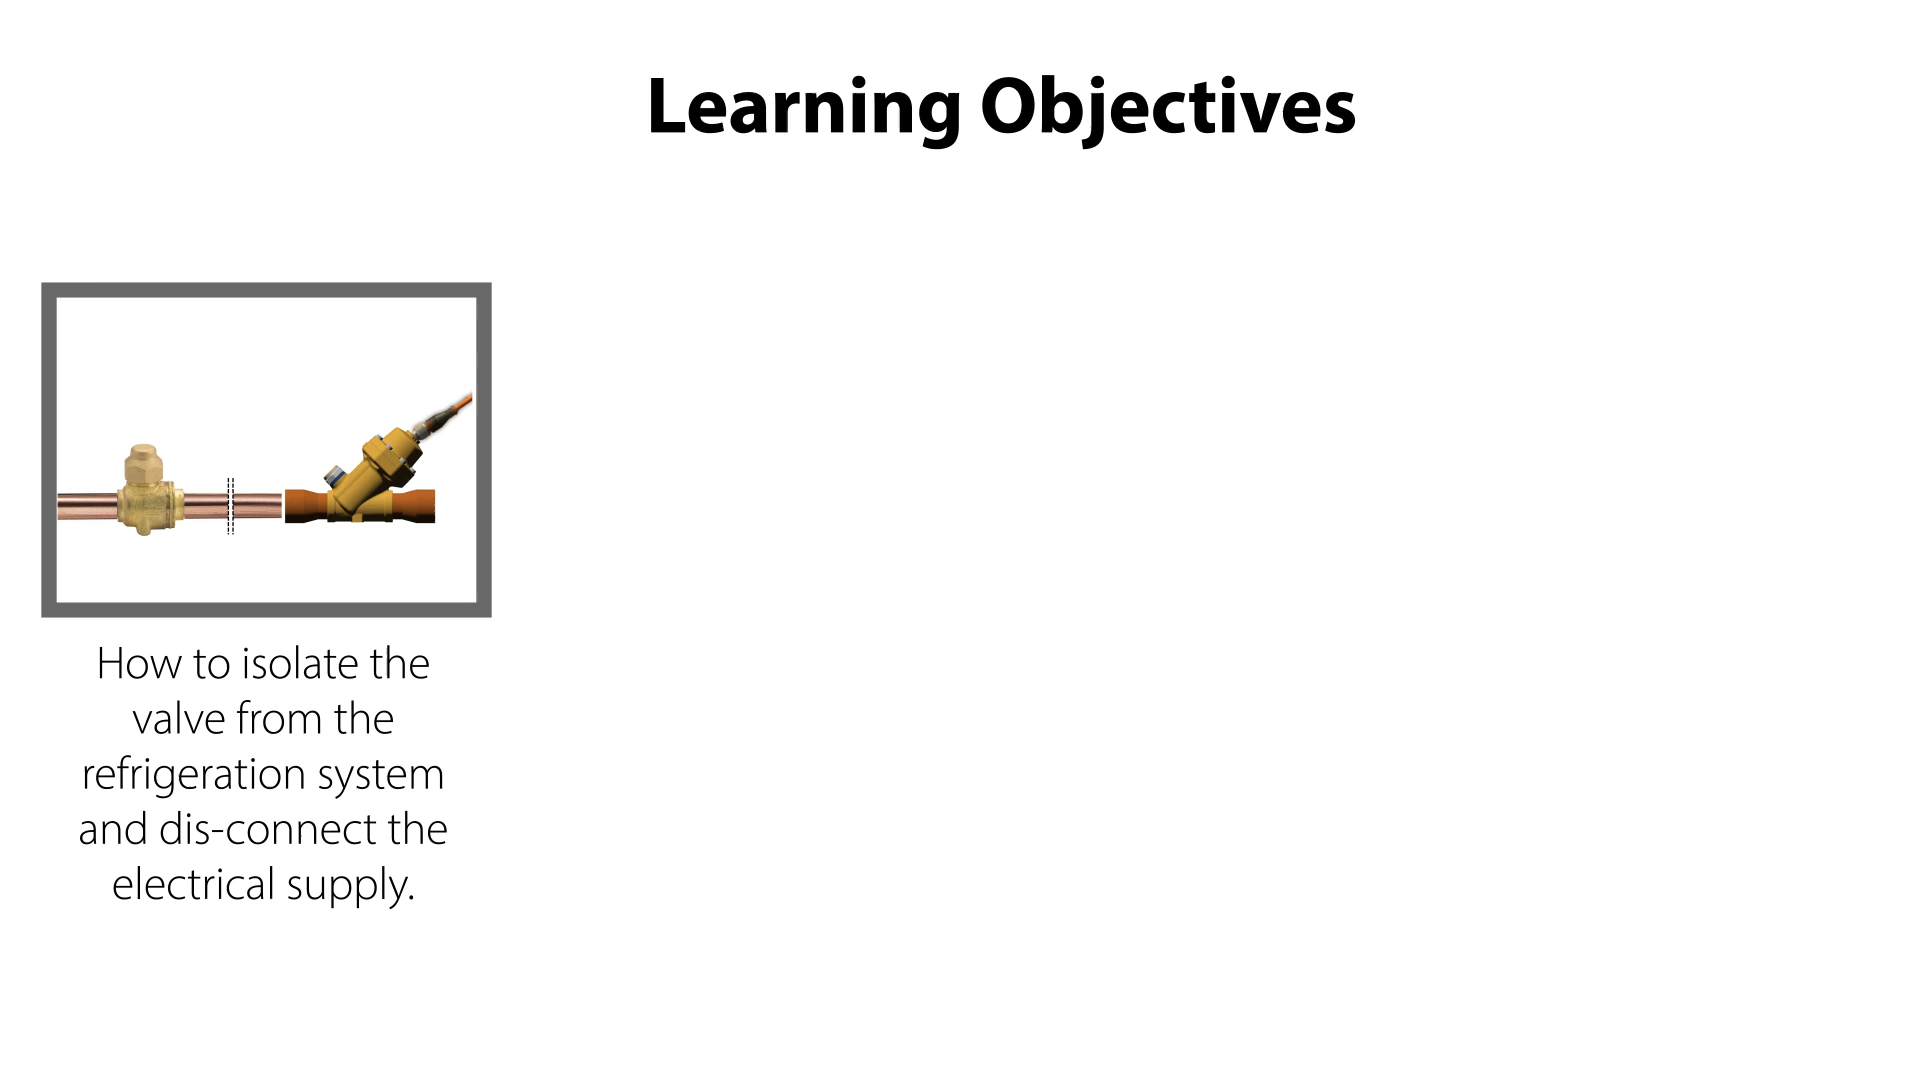 Learning Objectives
How to isolate the
valve from the
refrigeration system
and dis-connect the
electrical supply.